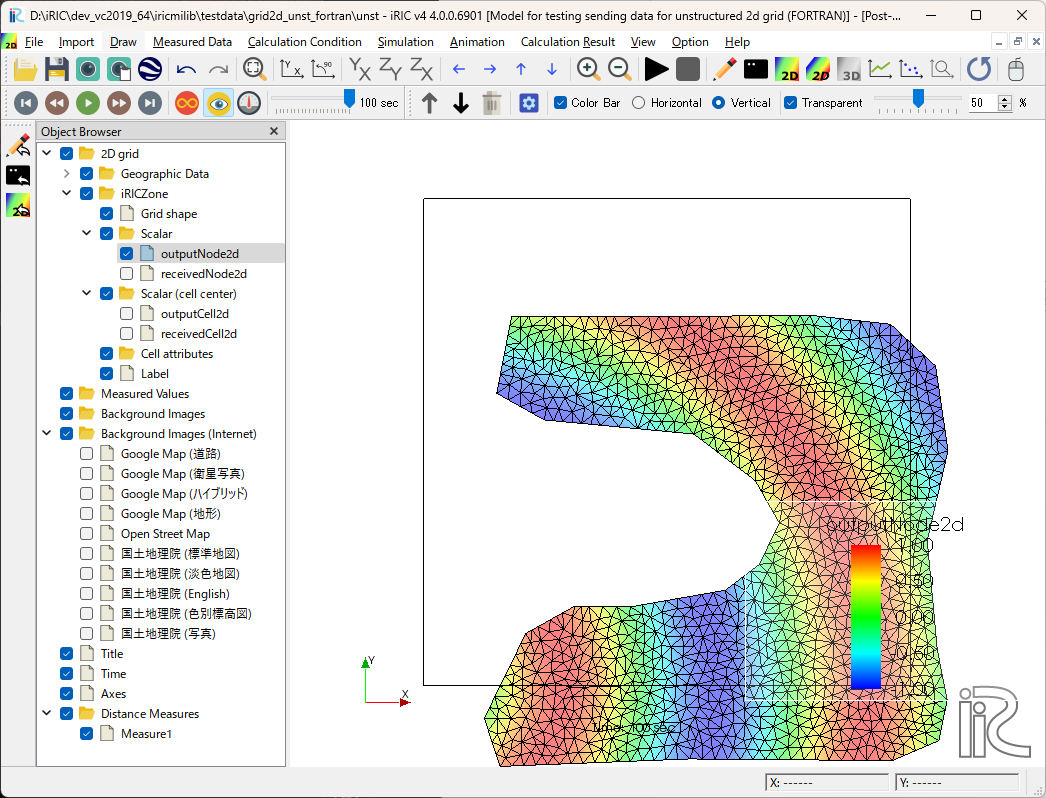 D:\iRIC\dev_vc2019_64\iricmilib\testdata\grid2d_unst_fortran\unst - iRIC v4 4.0.0.6901 [Model for testing sending data for unstructured 2d grid (FORTRAN)] - [Post-...
2D File Import Draw Measured Data Calculation Condition Simulation Animation Calculation Result View Option Help
2D 2D 3D
100 sec Color Bar Horizontal Vertical Transparent 50 %
Object Browser
2D grid
Geographic Data
iRICZone
Grid shape
Scalar
outputNode2d
receivedNode2d
Scalar (cell center)
outputCell2d
receivedCell2d
Cell attributes
Label
Measured Values
Background Images
Background Images (Internet)
Google Map (道路)
Google Map (衛星写真)
Google Map (ハイブリッド)
Google Map (地形)
Open Street Map
国土地理院 (標準地図)
国土地理院 (淡色地図)
国土地理院 (English)
国土地理院 (色別標高図)
国土地理院 (写真)
Title
Time
Axes
Distance Measures
Measure1
outputNode2d
1.00
0.50
0.00
-0.50
-1.00
Y
X
Time: 100 sec
iRiC
X: ------
Y: ------